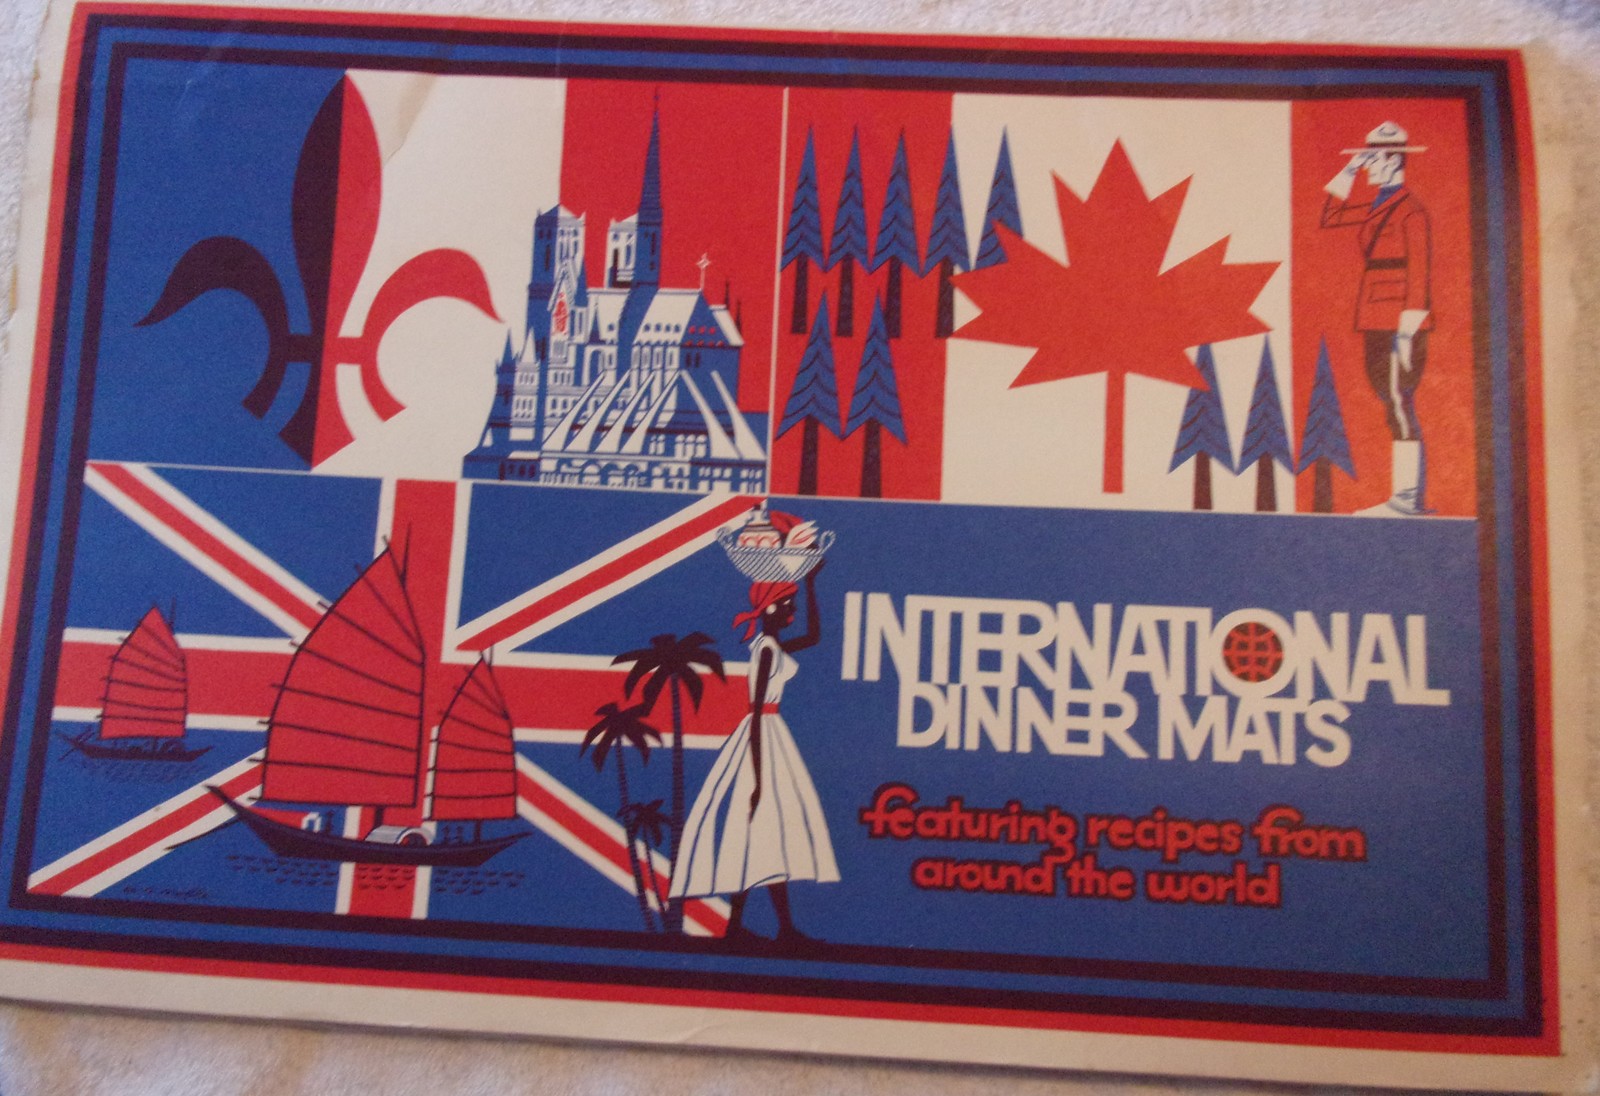 INTERNATIONAL
DINNER MATS
featuring recipes from
around the world